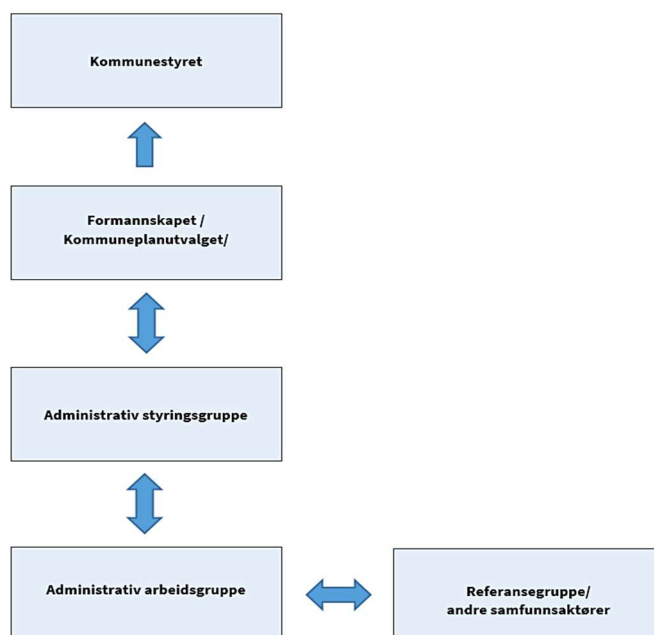 Kommunestyret
Formannskapet /
Kommuneplanutvalget/
Administrativ styringsgruppe
Administrativ arbeidsgruppe
Referansegruppe/
andre samfunnsaktører